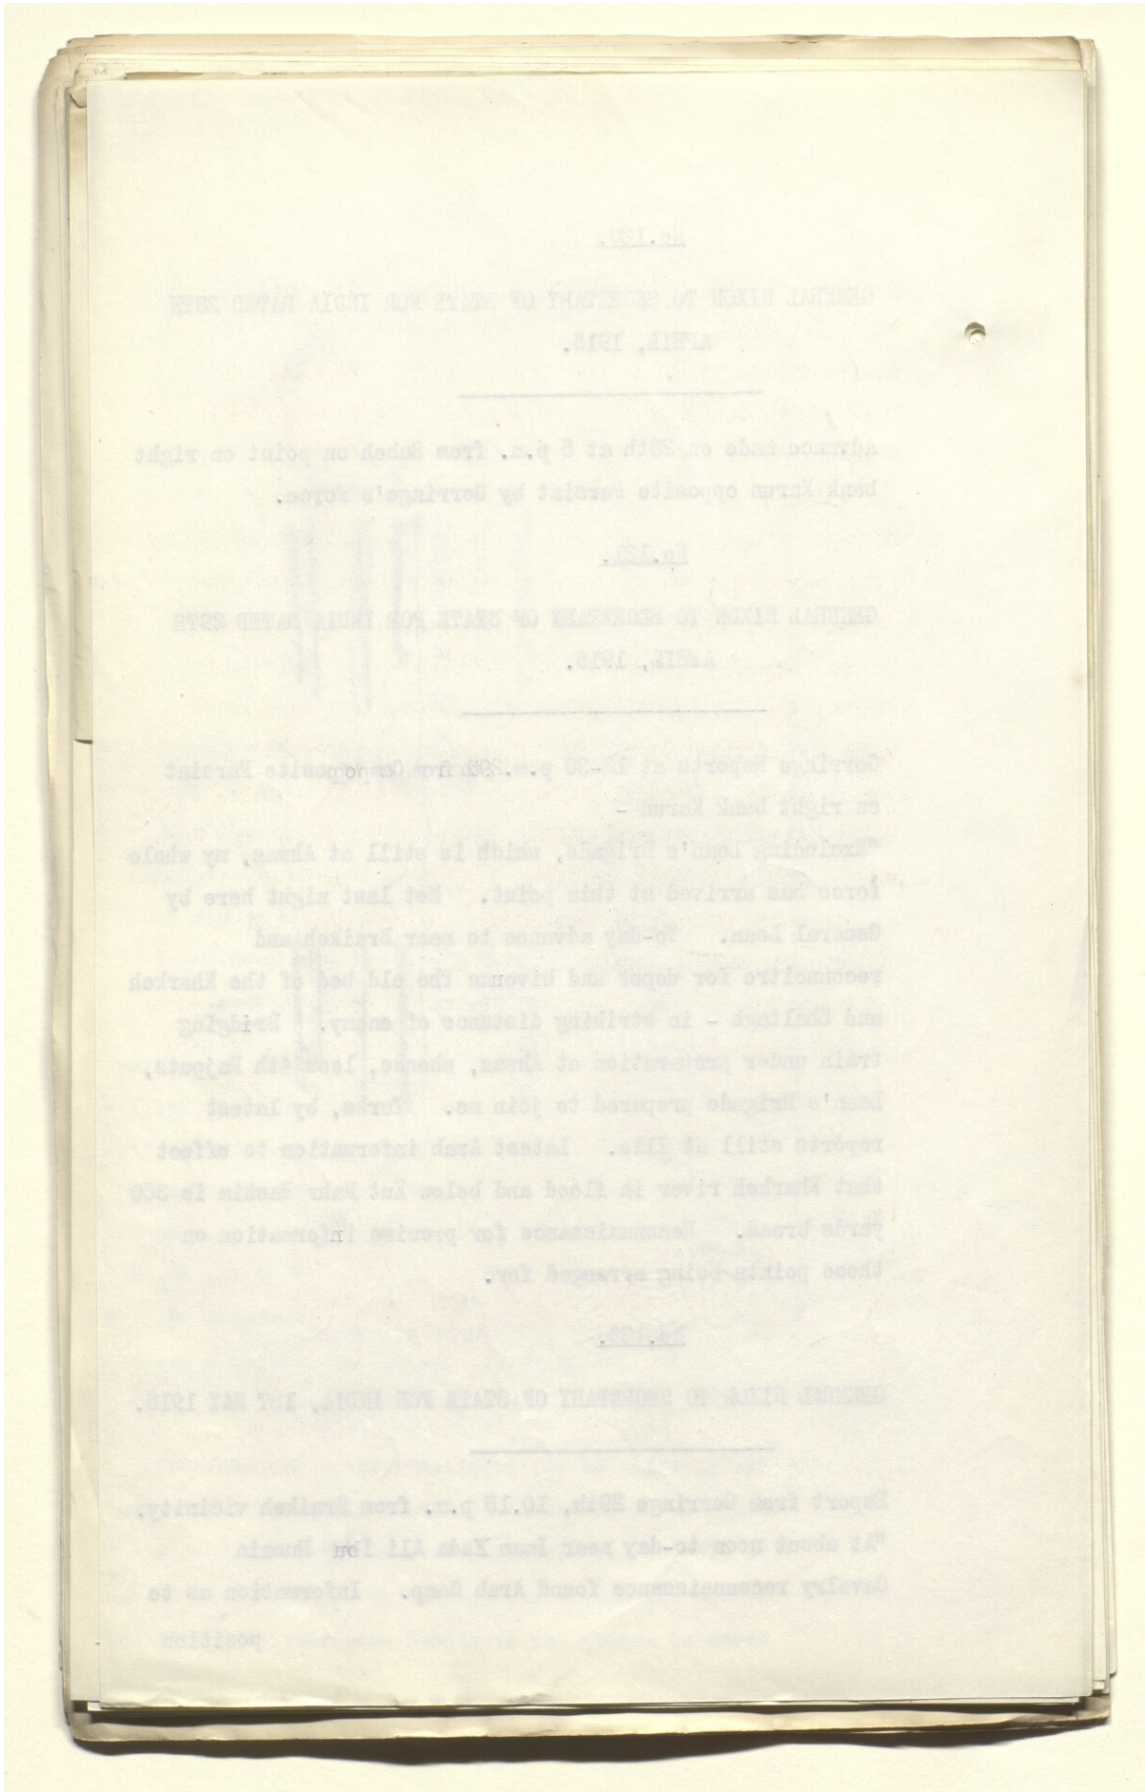 No.120.
GENERAL NIXON TO SECRETARY OF STATE FOR INDIA DATED 28TH
APRIL, 1915.
advance made on 28th at 5 p.m. from Sabeh on point on right
bank Karun opposite Farsiat by Gorringe's Force.
No.121.
GENERAL NIXON TO SECRETARY OF STATE FOR INDIA DATED 29TH
APRIL, 1915.
Gorringe Reports at p.m. 29th from Camp opposite Farsiat
on right bank Karun -
"Excluding Lean's Brigade, which is still at Ahwaz, my whole
force has arrived at this point. Met last night here by
General Lean. To-day advance to near Braikeh and
reconnoitre for depot and bivouac the old bed of the Kharkeh
and - in striking distance of enemy. Bridging
train under preparation at Ahwaz, whence, less 4th Rajputs,
Lean's Brigade prepared to join me. Turks, by latest
reports still at Illa. Latest Arab information to effect
that Kharkeh river in flood and below Kut Nahr Hashim is 300
yards broad. Reconnaissance for precise information on
these points being arranged for.
No.122.
GENERAL NIXON TO SECRETARY OF STATE FOR INDIA, 1ST MAY 1915.
Report from Gorringe 29th, 10.15 p.m. from Braikeh vicinity.
"At about noon to-day near Imam Zada Ali Ibn Husein
Cavalry reconnaissance found Arab Camp. Information as to
position